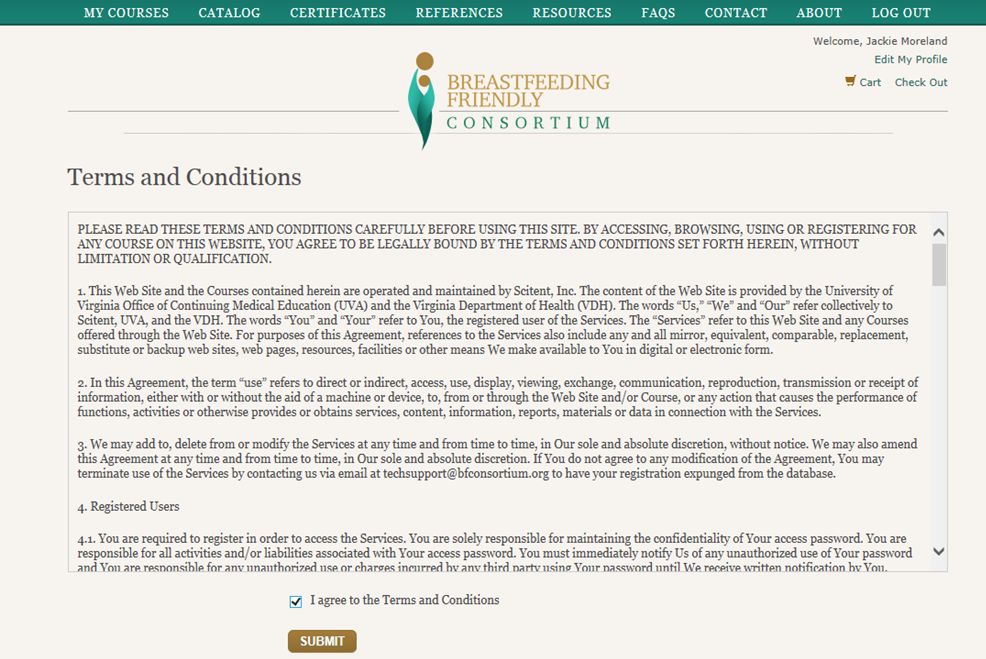 MY COURSES CATALOG CERTIFICATES REFERENCES RESOURCES FAQS CONTACT ABOUT LOG OUT
Welcome, Jackie Moreland
Edit My Profile
Cart Check Out
BREASTFEEDING
FRIENDLY
CONSORTIUM
Terms and Conditions
PLEASE READ THESE TERMS AND CONDITIONS CAREFULLY BEFORE USING THIS SITE. BY ACCESSING, BROWSING, USING OR REGISTERING FOR
ANY COURSE ON THIS WEBSITE, YOU AGREE TO BE LEGALLY BOUND BY THE TERMS AND CONDITIONS SET FORTH HEREIN, WITHOUT
LIMITATION OR QUALIFICATION.
1. This Web Site and the Courses contained herein are operated and maintained by Scitent, Inc. The content of the Web Site is provided by the University of
Virginia Office of Continuing Medical Education (UVA) and the Virginia Department of Health (VDH). The words “Us,” “We” and “Our” refer collectively to
Scitent, UVA, and the VDH. The words “You” and “Your” refer to You, the registered user of the Services. The “Services” refer to this Web Site and any Courses
offered through the Web Site. For purposes of this Agreement, references to the Services also include any and all mirror, equivalent, comparable, replacement,
substitute or backup web sites, web pages, resources, facilities or other means We make available to You in digital or electronic form.
2. In this Agreement, the term “use” refers to direct or indirect, access, use, display, viewing, exchange, communication, reproduction, transmission or receipt of
information, either with or without the aid of a machine or device, to, from or through the Web Site and/or Course, or any action that causes the performance of
functions, activities or otherwise provides or obtains services, content, information, reports, materials or data in connection with the Services.
3. We may add to, delete from or modify the Services at any time and from time to time, in Our sole and absolute discretion, without notice. We may also amend
this Agreement at any time and from time to time, in Our sole and absolute discretion. If You do not agree to any modification of the Agreement, You may
terminate use of the Services by contacting us via email at techsupport@bfconsortium.org to have your registration expunged from the database.
4. Registered Users
4.1. You are required to register in order to access the Services. You are solely responsible for maintaining the confidentiality of Your access password. You are
responsible for all activities and/or liabilities associated with Your access password. You must immediately notify Us of any unauthorized use of Your password
and You are responsible for any unauthorized use or charges incurred by any third party using Your password until We receive written notification by You.
I agree to the Terms and Conditions
SUBMIT